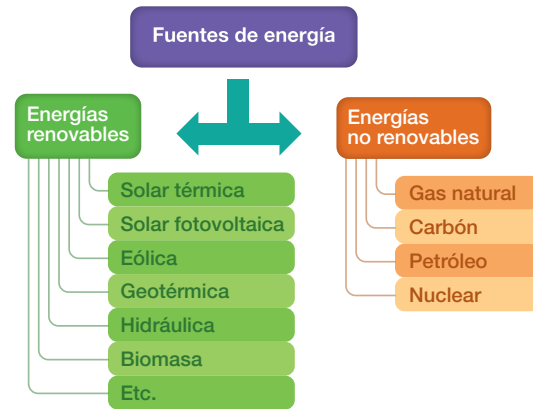 Fuentes de energía
Energías
renovables
Solar térmica
Solar fotovoltaica
Eólica
Geotérmica
Hidráulica
Biomasa
Etc.
Energías
no renovables
Gas natural
Carbón
Petróleo
Nuclear